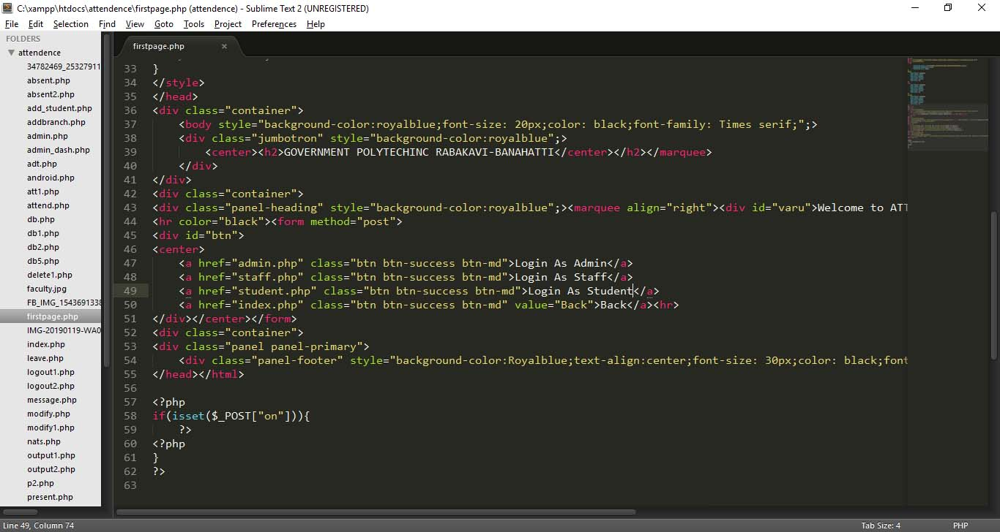 C:\xampp\htdocs\attendence\firstpage.php (attendence) - Sublime Text 2 (UNREGISTERED)
File Edit Selection Find View Goto Tools Project Preferences Help
FOLDERS
attendence
34782469_25327911
absent.php
absent2.php
add_student.php
addbranch.php
admin.php
admin_dash.php
adt.php
android.php
att1.php
attend.php
db.php
db1.php
db2.php
db5.php
delete1.php
faculty.jpg
FB_IMG_1543691338
firstpage.php
IMG-20190119-WA0
index.php
leave.php
logout1.php
logout2.php
message.php
modify.php
modify1.php
nats.php
output1.php
output2.php
p2.php
present.php
firstpage.php
33 }
34 </style>
35 </head>
36 <div class="container">
37 <body style="background-color:royalblue;font-size: 20px;color: black;font-family: Times serif;";>
38 <div class="jumbotron" style="background-color:royalblue";>
39 <center><h2>GOVERNMENT POLYTECHINC RABAKAVI-BANAHATTI</center></h2></marquee>
40 </div>
41 </div>
42 <div class="container">
43 <div class="panel-heading" style="background-color:royalblue";><marquee align="right"><div id="varu">Welcome to ATT
44 <hr color="black"><form method="post">
45 <div id="btn">
46 <center>
47 <a href="admin.php" class="btn btn-success btn-md">Login As Admin</a>
48 <a href="staff.php" class="btn btn-success btn-md">Login As Staff</a>
49 <a href="student.php" class="btn btn-success btn-md">Login As Student</a>
50 <a href="index.php" class="btn btn-success btn-md" value="Back">Back</a><hr>
51 </div></center></form>
52 <div class="container">
53 <div class="panel panel-primary">
54 <div class="panel-footer" style="background-color:Royalblue;text-align:center;font-size: 30px;color: black;font
55 </head></html>
56
57 <?php
58 if(isset($_POST["on"])){
59 ?>
60 <?php
61 }
62 ?>
63
Line 49, Column 74
Tab Size: 4
PHP